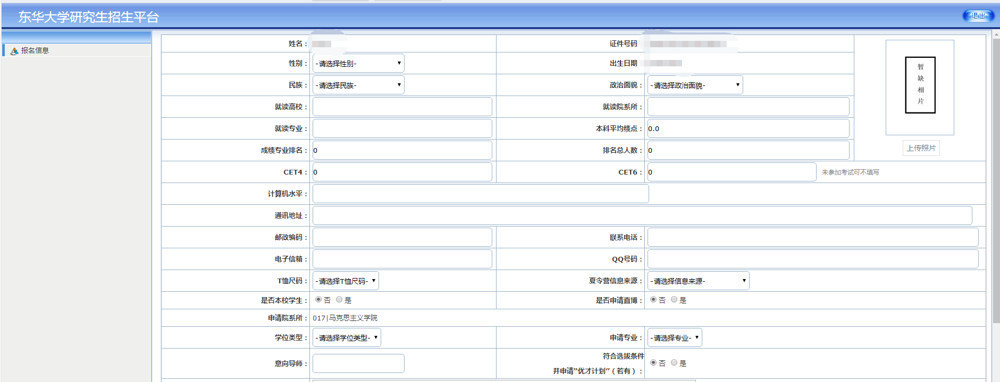 东华大学研究生招生平台
退出
报名信息
姓名：
证件号码
性别： -请选择性别-
出生日期
民族： -请选择民族-
政治面貌： -请选择政治面貌-
暂
缺
相
片
就读高校：
就读院系所：
就读专业：
本科平均绩点： 0.0
上传照片
成绩专业排名： 0
排名总人数： 0
CET4： 0
CET6： 0 未参加考试可不填写
计算机水平：
通讯地址：
邮政编码：
联系电话：
电子信箱：
QQ号码：
T恤尺码： -请选择T恤尺码-
夏令营信息来源： -请选择信息来源-
是否本校学生： 否 是
是否申请直博： 否 是
申请院系所： 017|马克思主义学院
学位类型： -请选择学位类型-
申请专业： -请选择专业-
意向导师：
符合选拔条件
并申请“优才计划”（若有）： 否 是